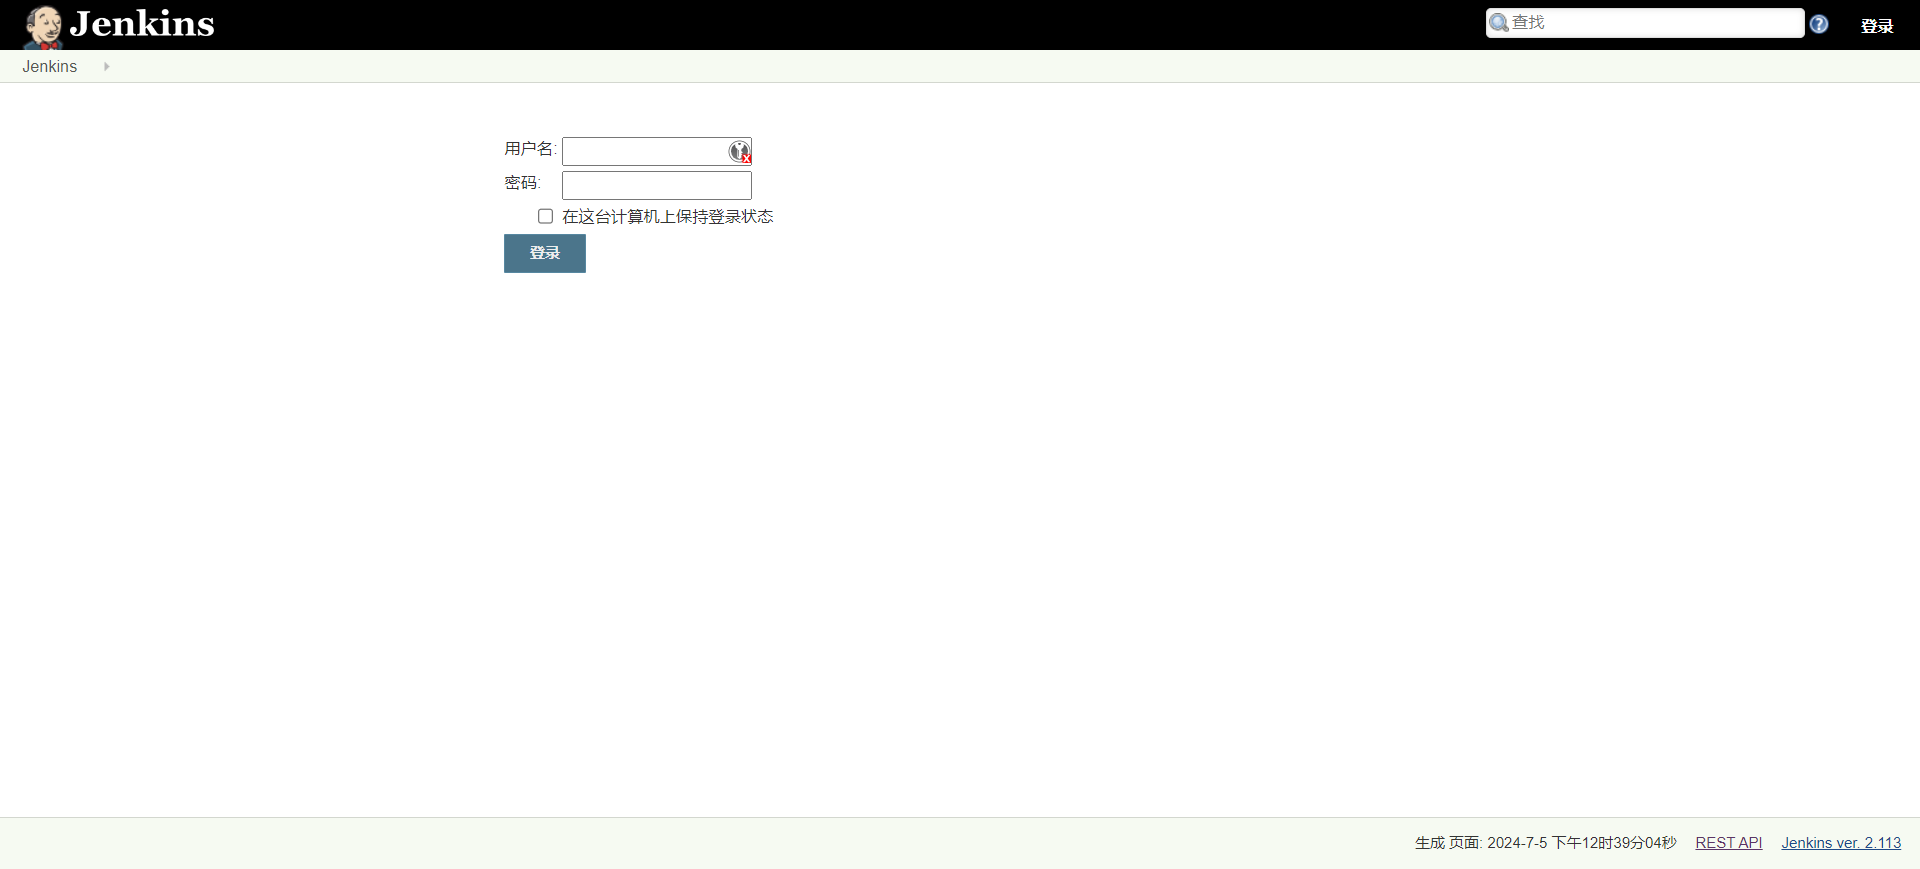 Jenkins
查找
登录
Jenkins
用户名:
密码:
在这台计算机上保持登录状态
登录
生成 页面: 2024-7-5 下午12时39分04秒 REST API Jenkins ver. 2.113